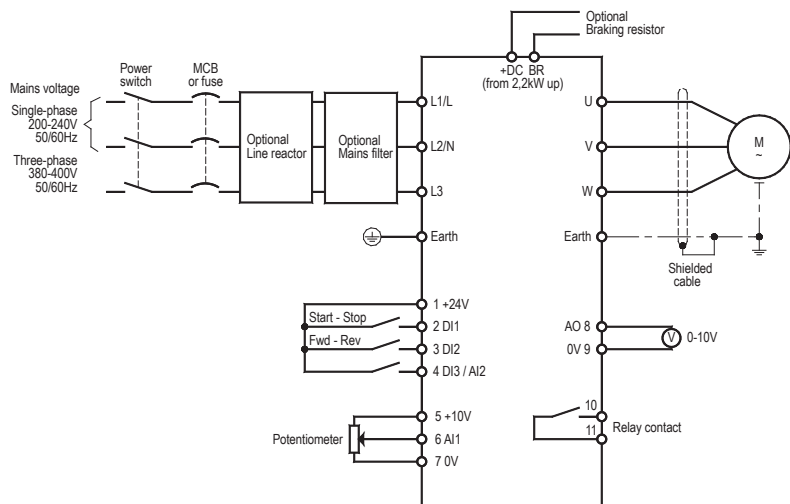 Optional
Braking resistor
+DC BR
(from 2,2kW up)
Power
switch
MCB
or fuse
Mains voltage
Single-phase
200-240V
50/60Hz
Three-phase
380-400V
50/60Hz
Optional
Line reactor
Optional
Mains filter
L1/L
L2/N
L3
Earth
U
V
W
Earth
M
~
Shielded
cable
1 +24V
Start - Stop
2 DI1
Fwd - Rev
3 DI2
4 DI3 / AI2
AO 8
0V 9
V
0-10V
Potentiometer
5 +10V
6 AI1
7 0V
10
11
Relay contact